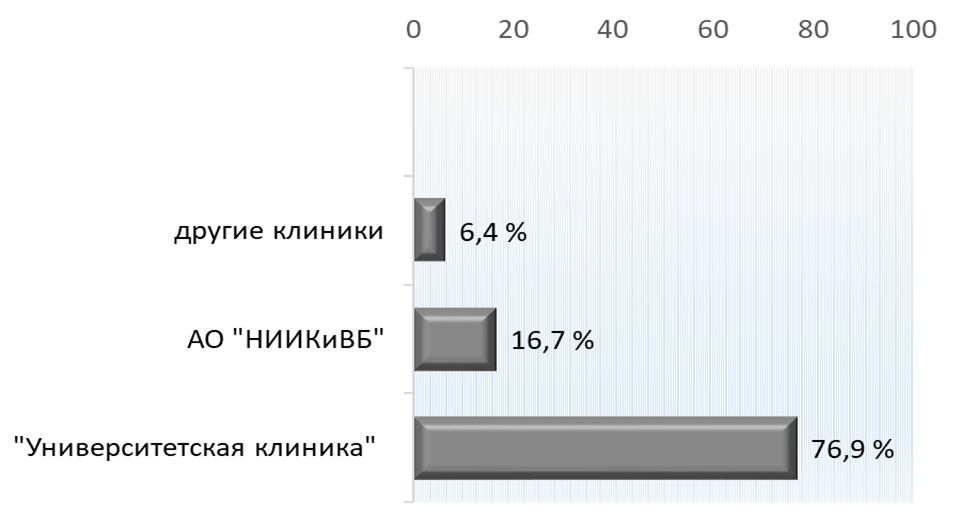 0 20 40 60 80 100
другие клиники 6,4 %
АО "НИИКиВБ" 16,7 %
"Университетская клиника" 76,9 %